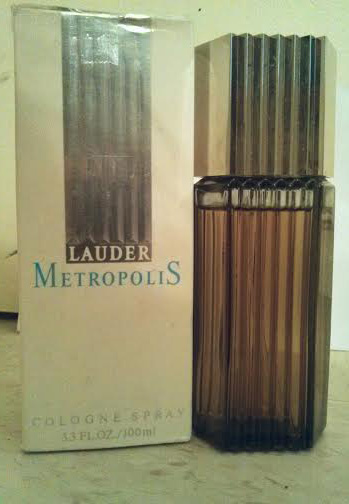 LAUDER
METROPOLIS
COLOGNE SPRAY
3.3 FL.OZ./100ml